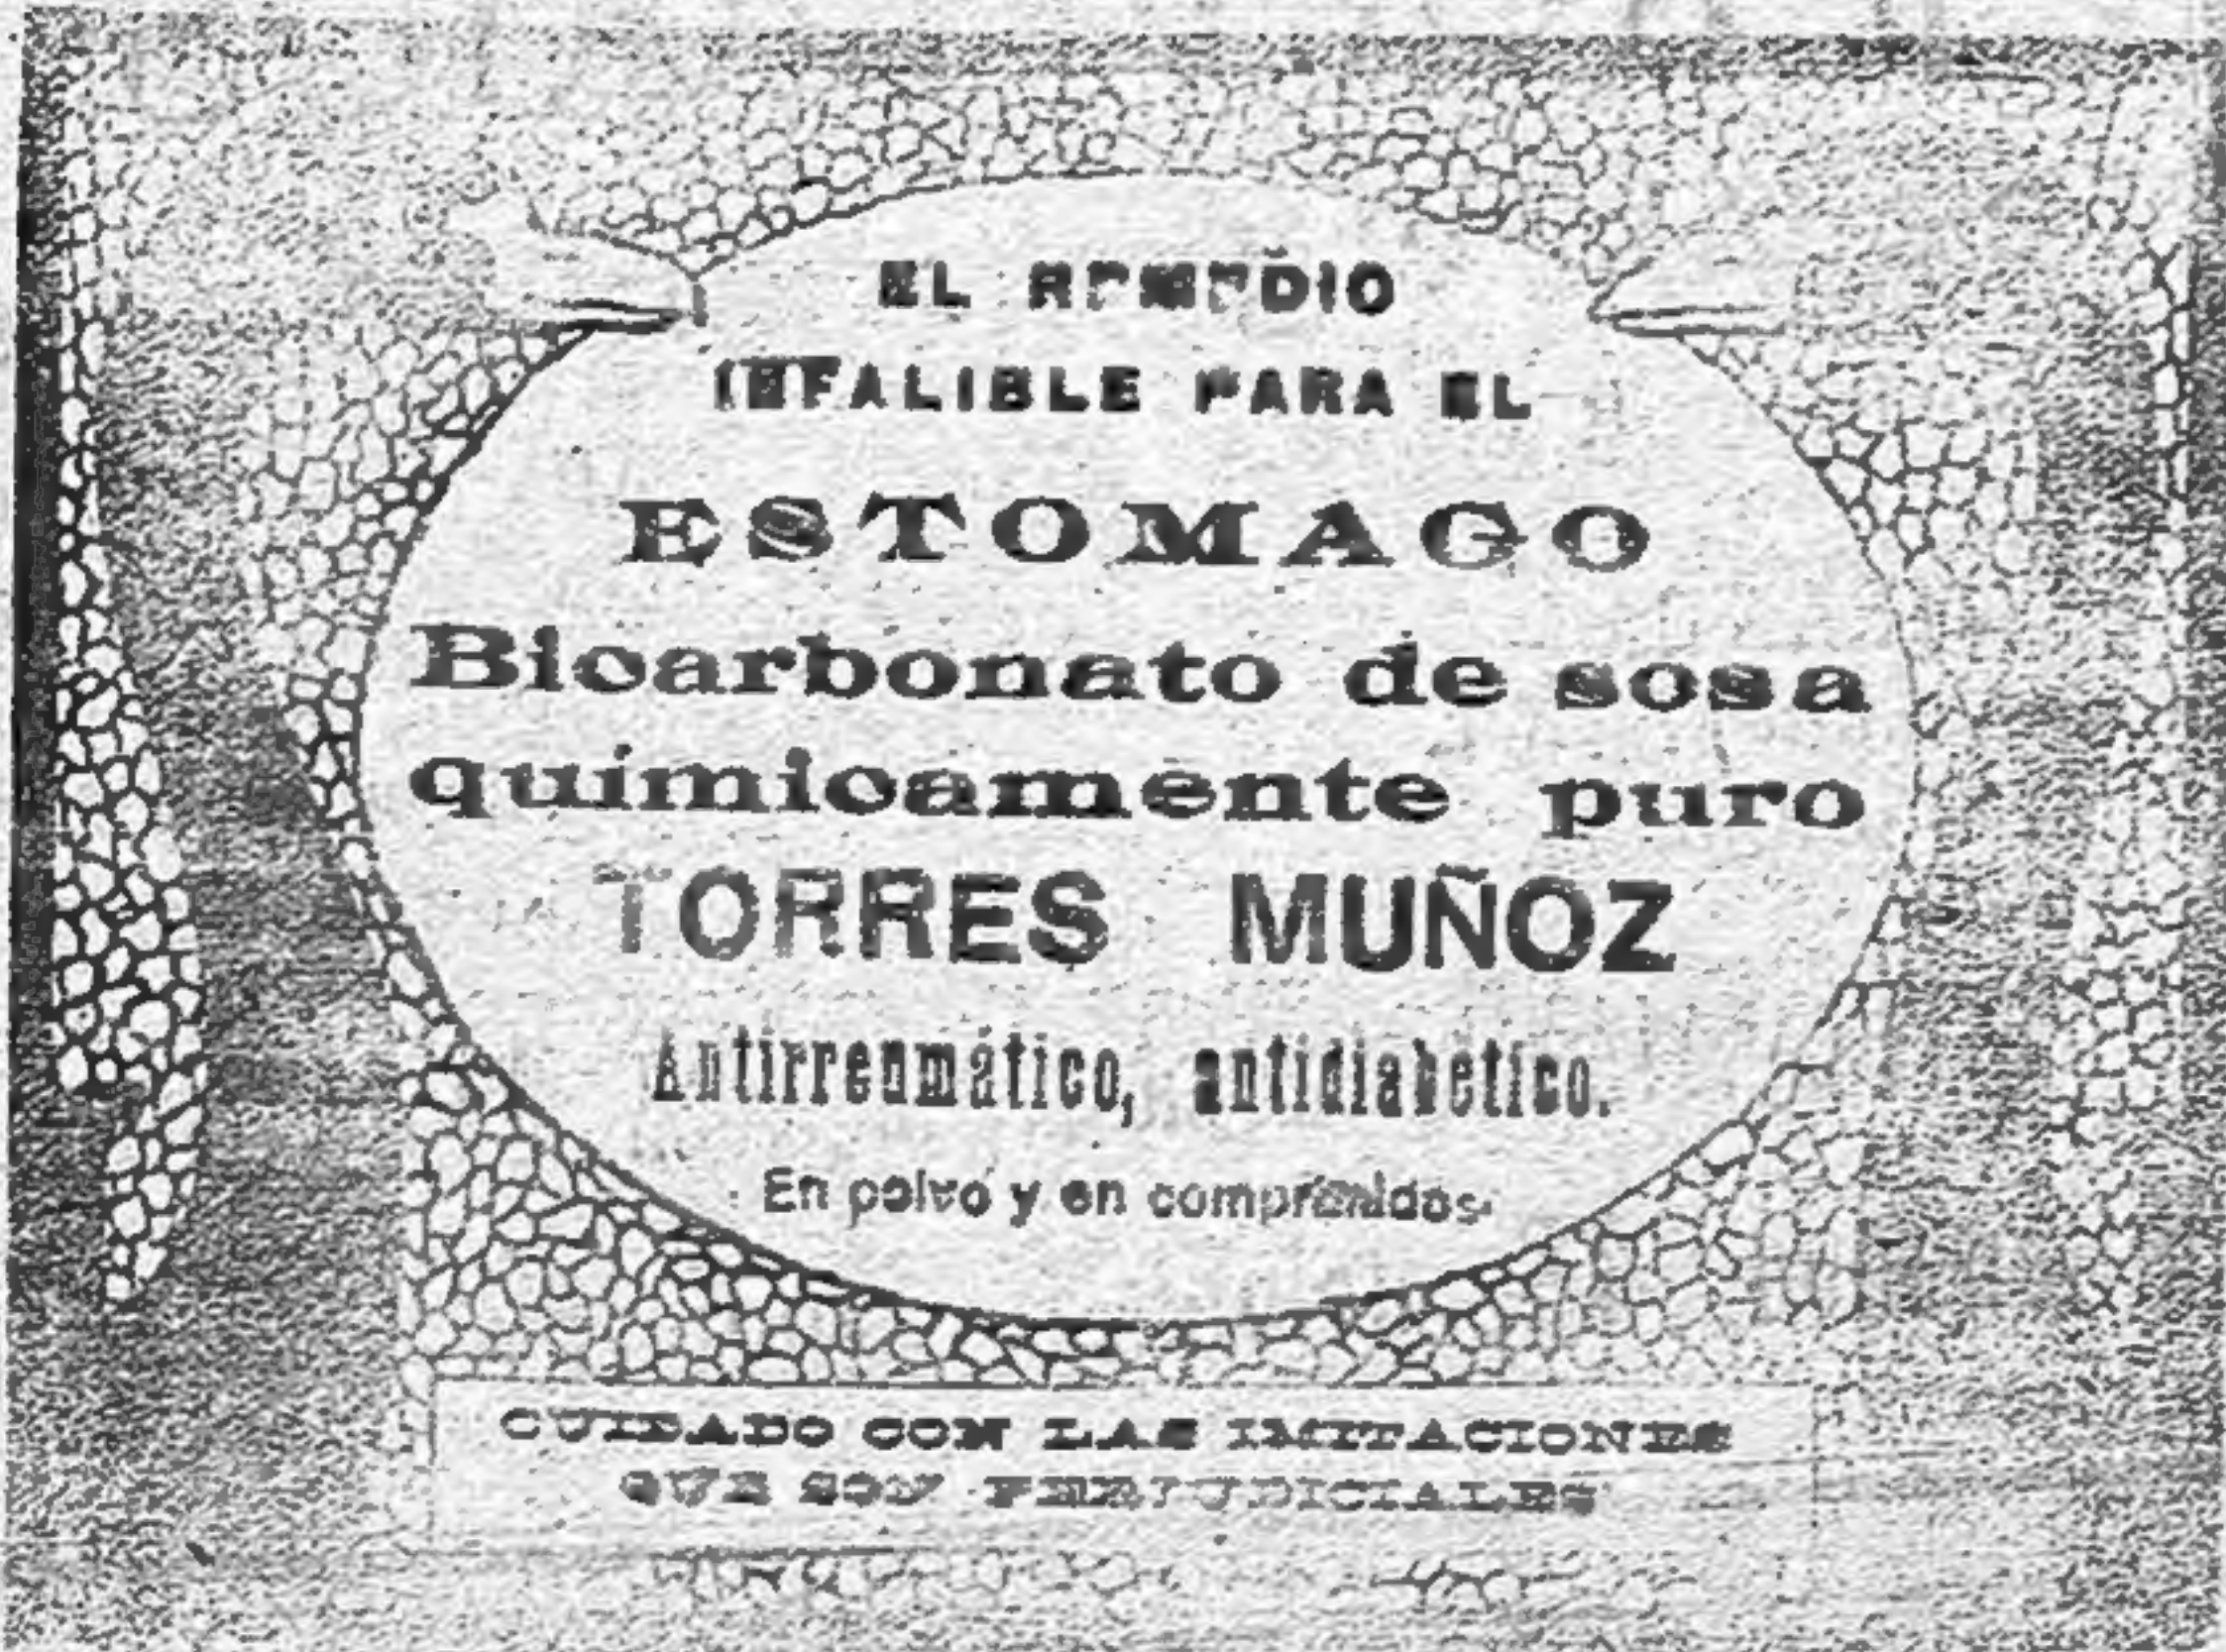 EL REMEDIO
INFALIBLE PARA EL
ESTOMAGO
Bicarbonato de sosa
químicamente puro
TORRES MUÑOZ
Antirreumático, antidiabético.
En polvo y en comprimidos
CUIDADO CON LAS IMITACIONES
QUE SON PERJUDICIALES